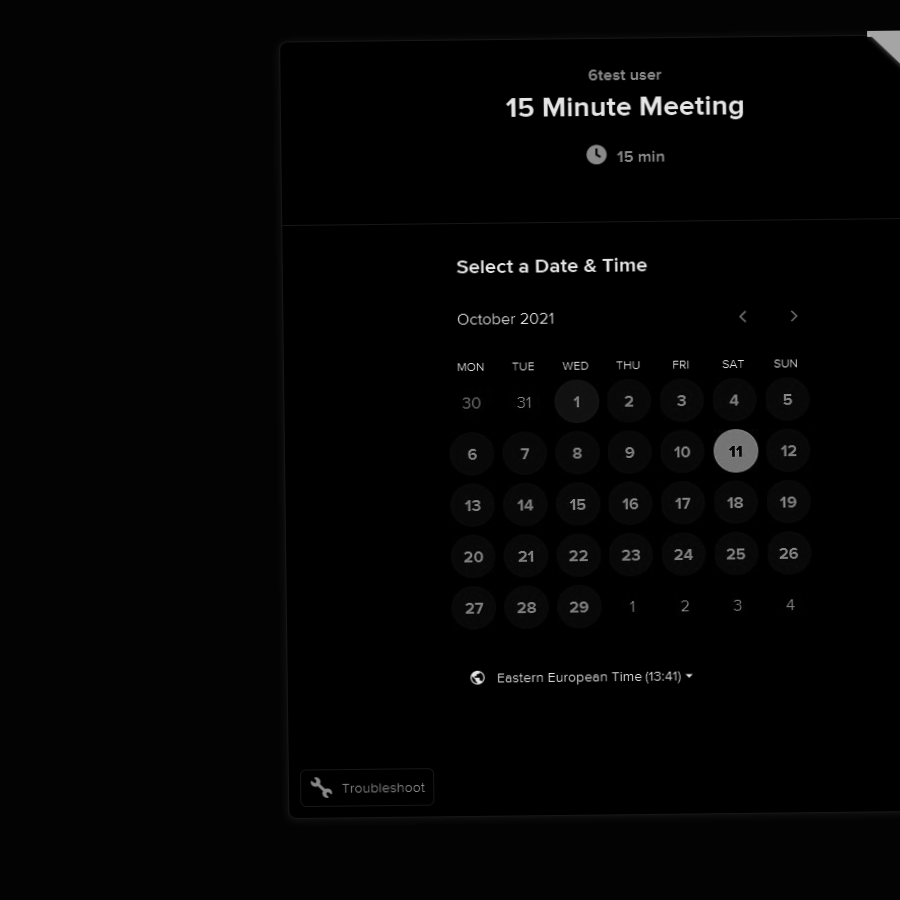 6test user
15 Minute Meeting
15 min
Select a Date & Time
October 2021
MON TUE WED THU FRI SAT SUN
30 31 1 2 3 4 5
6 7 8 9 10 11 12
13 14 15 16 17 18 19
20 21 22 23 24 25 26
27 28 29 1 2 3 4
Eastern European Time (13:41)
Troubleshoot